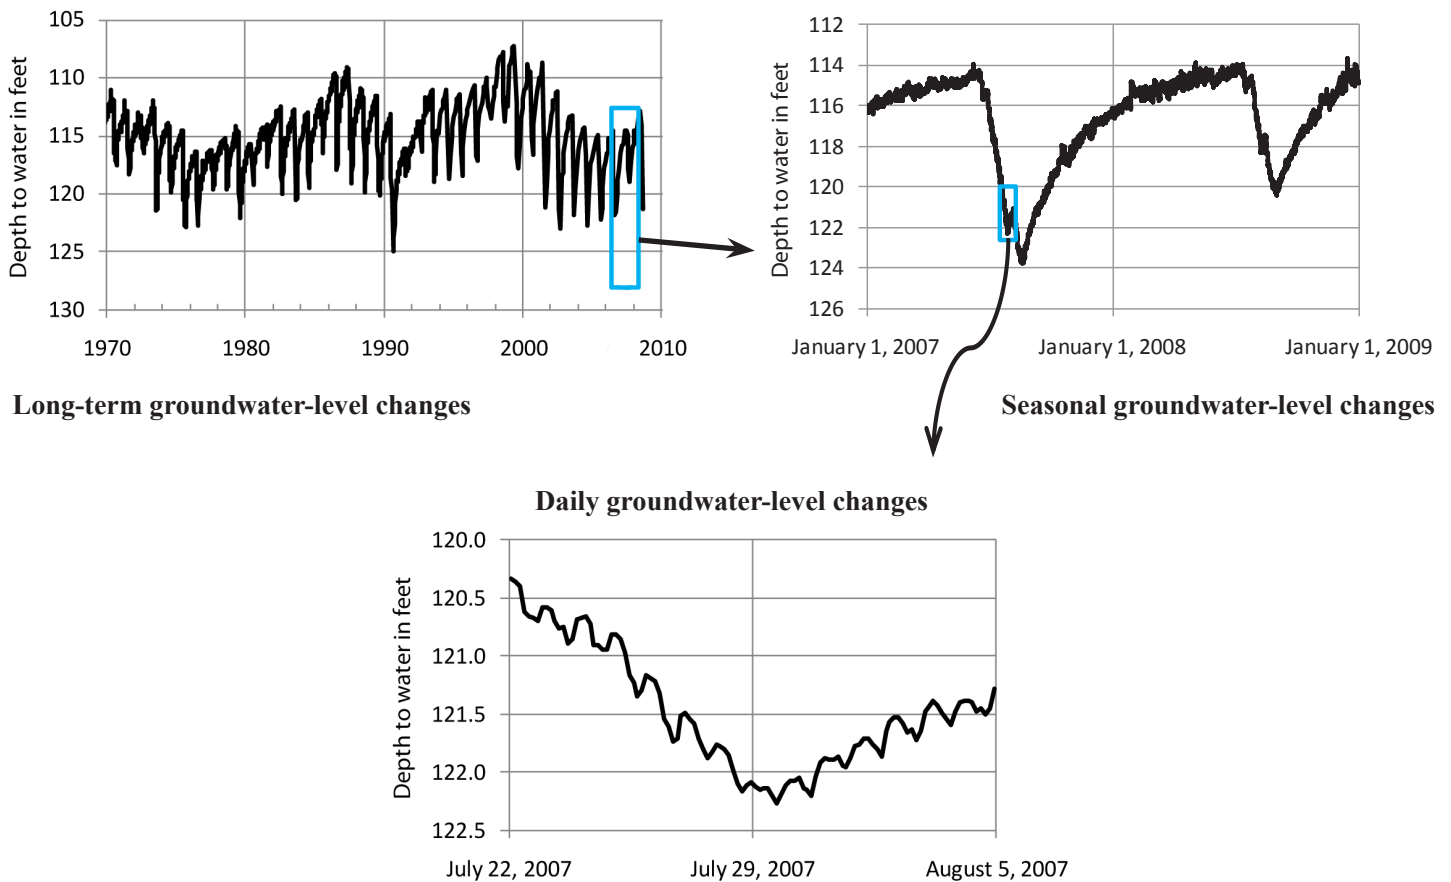 Depth to water in feet
105
110
115
120
125
130
1970 1980 1990 2000 2010
Long-term groundwater-level changes
Depth to water in feet
112
114
116
118
120
122
124
126
January 1, 2007 January 1, 2008 January 1, 2009
Seasonal groundwater-level changes
Daily groundwater-level changes
Depth to water in feet
120.0
120.5
121.0
121.5
122.0
122.5
July 22, 2007 July 29, 2007 August 5, 2007